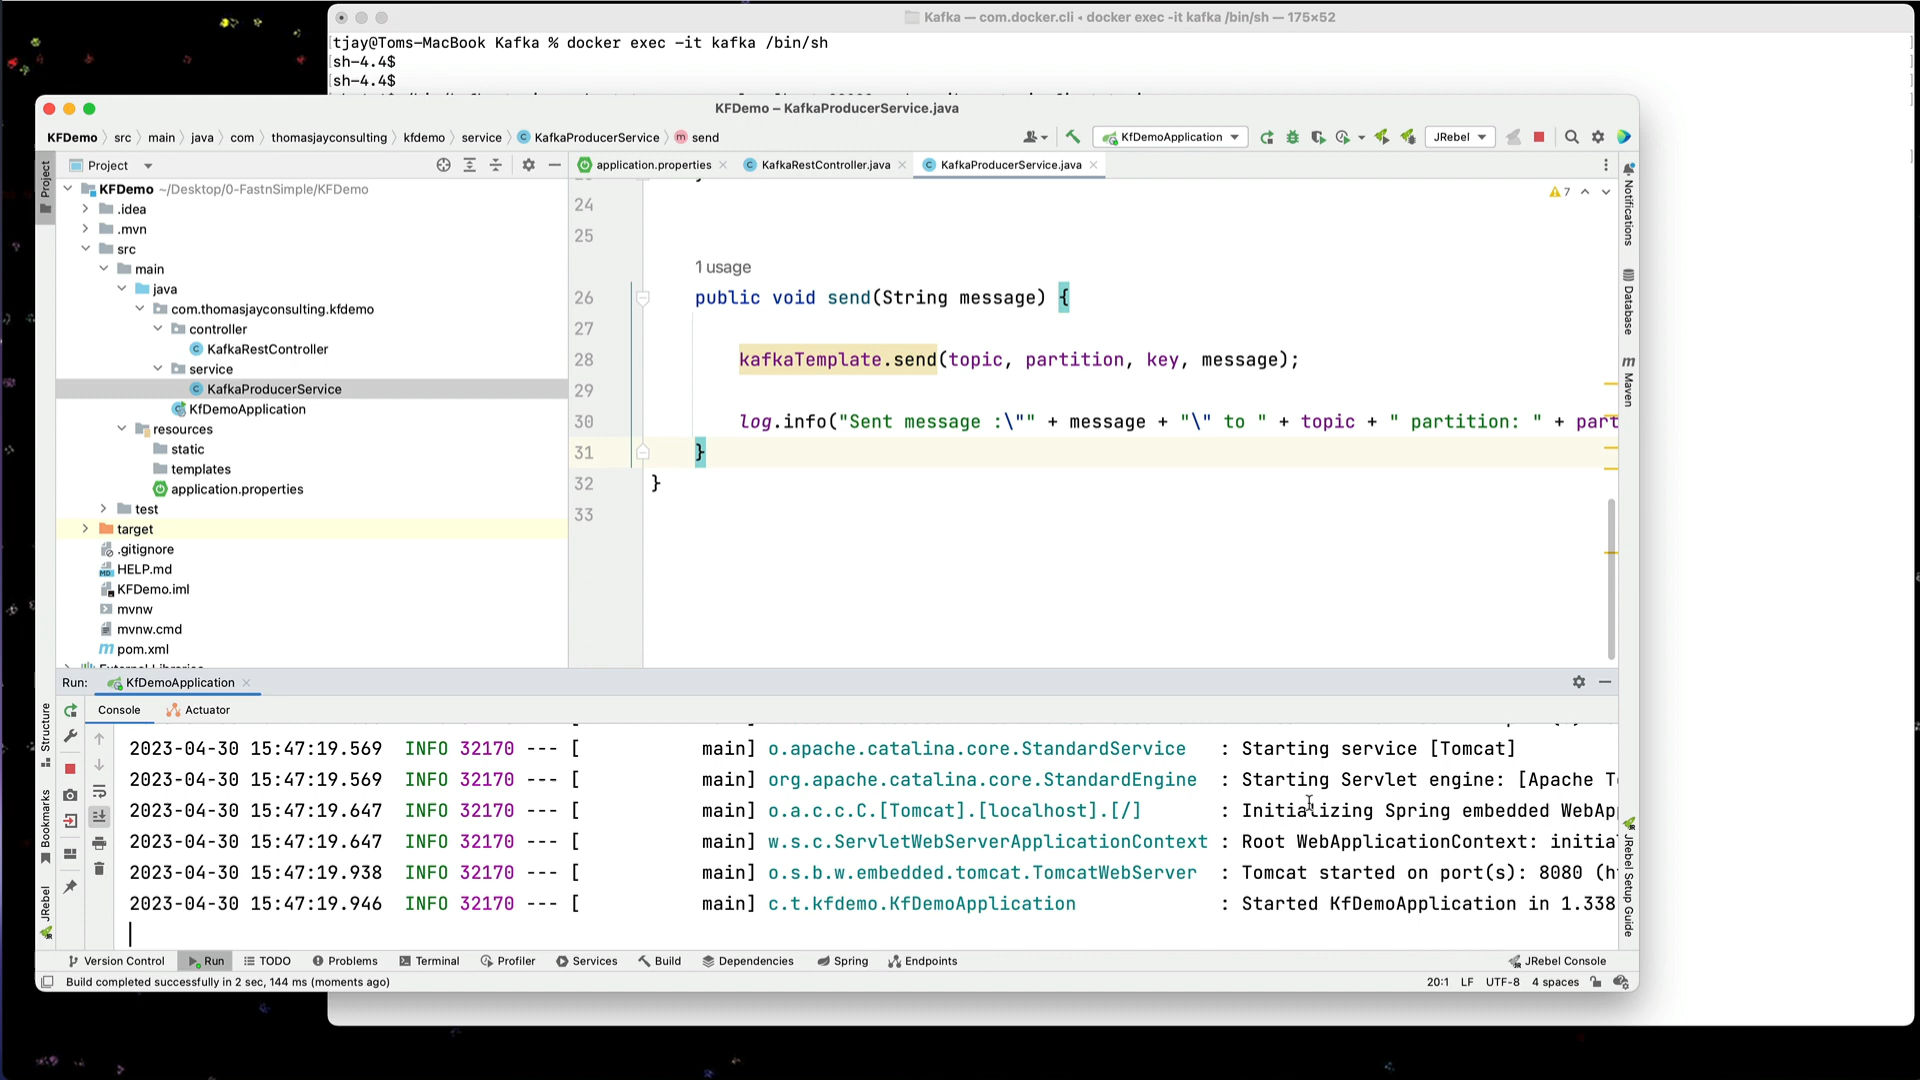 Kafka — com.docker.cli • docker exec -it kafka /bin/sh — 175×52
[tjay@Toms-MacBook Kafka % docker exec -it kafka /bin/sh
[sh-4.4$
[sh-4.4$
KFDemo – KafkaProducerService.java
KFDemo › src › main › java › com › thomasjayconsulting › kfdemo › service › KafkaProducerService › send
KfDemoApplication
JRebel
Project
application.properties
KafkaRestController.java
KafkaProducerService.java
KFDemo ~/Desktop/0-FastnSimple/KFDemo
.idea
.mvn
src
main
java
com.thomasjayconsulting.kfdemo
controller
KafkaRestController
service
KafkaProducerService
KfDemoApplication
resources
static
templates
application.properties
test
target
.gitignore
HELP.md
KFDemo.iml
mvnw
mvnw.cmd
pom.xml
7
24
25
1 usage
26 public void send(String message) {
27
28 kafkaTemplate.send(topic, partition, key, message);
29
30 log.info("Sent message :\"" + message + "\" to " + topic + " partition: " + part
31 }
32 }
33
Project
Structure
Bookmarks
JRebel
Notifications
Database
Maven
JRebel Setup Guide
Run: KfDemoApplication
Console Actuator
2023-04-30 15:47:19.569 INFO 32170 --- [ main] o.apache.catalina.core.StandardService : Starting service [Tomcat]
2023-04-30 15:47:19.569 INFO 32170 --- [ main] org.apache.catalina.core.StandardEngine : Starting Servlet engine: [Apache T
2023-04-30 15:47:19.647 INFO 32170 --- [ main] o.a.c.c.C.[Tomcat].[localhost].[/] : Initializing Spring embedded WebAp
2023-04-30 15:47:19.647 INFO 32170 --- [ main] w.s.c.ServletWebServerApplicationContext : Root WebApplicationContext: initia
2023-04-30 15:47:19.938 INFO 32170 --- [ main] o.s.b.w.embedded.tomcat.TomcatWebServer : Tomcat started on port(s): 8080 (h
2023-04-30 15:47:19.946 INFO 32170 --- [ main] c.t.kfdemo.KfDemoApplication : Started KfDemoApplication in 1.338
Version Control Run TODO Problems Terminal Profiler Services Build Dependencies Spring Endpoints JRebel Console
Build completed successfully in 2 sec, 144 ms (moments ago)
20:1 LF UTF-8 4 spaces